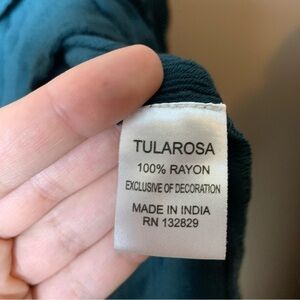 TULAROSA
100% RAYON
EXCLUSIVE OF DECORATION
MADE IN INDIA
RN 132829